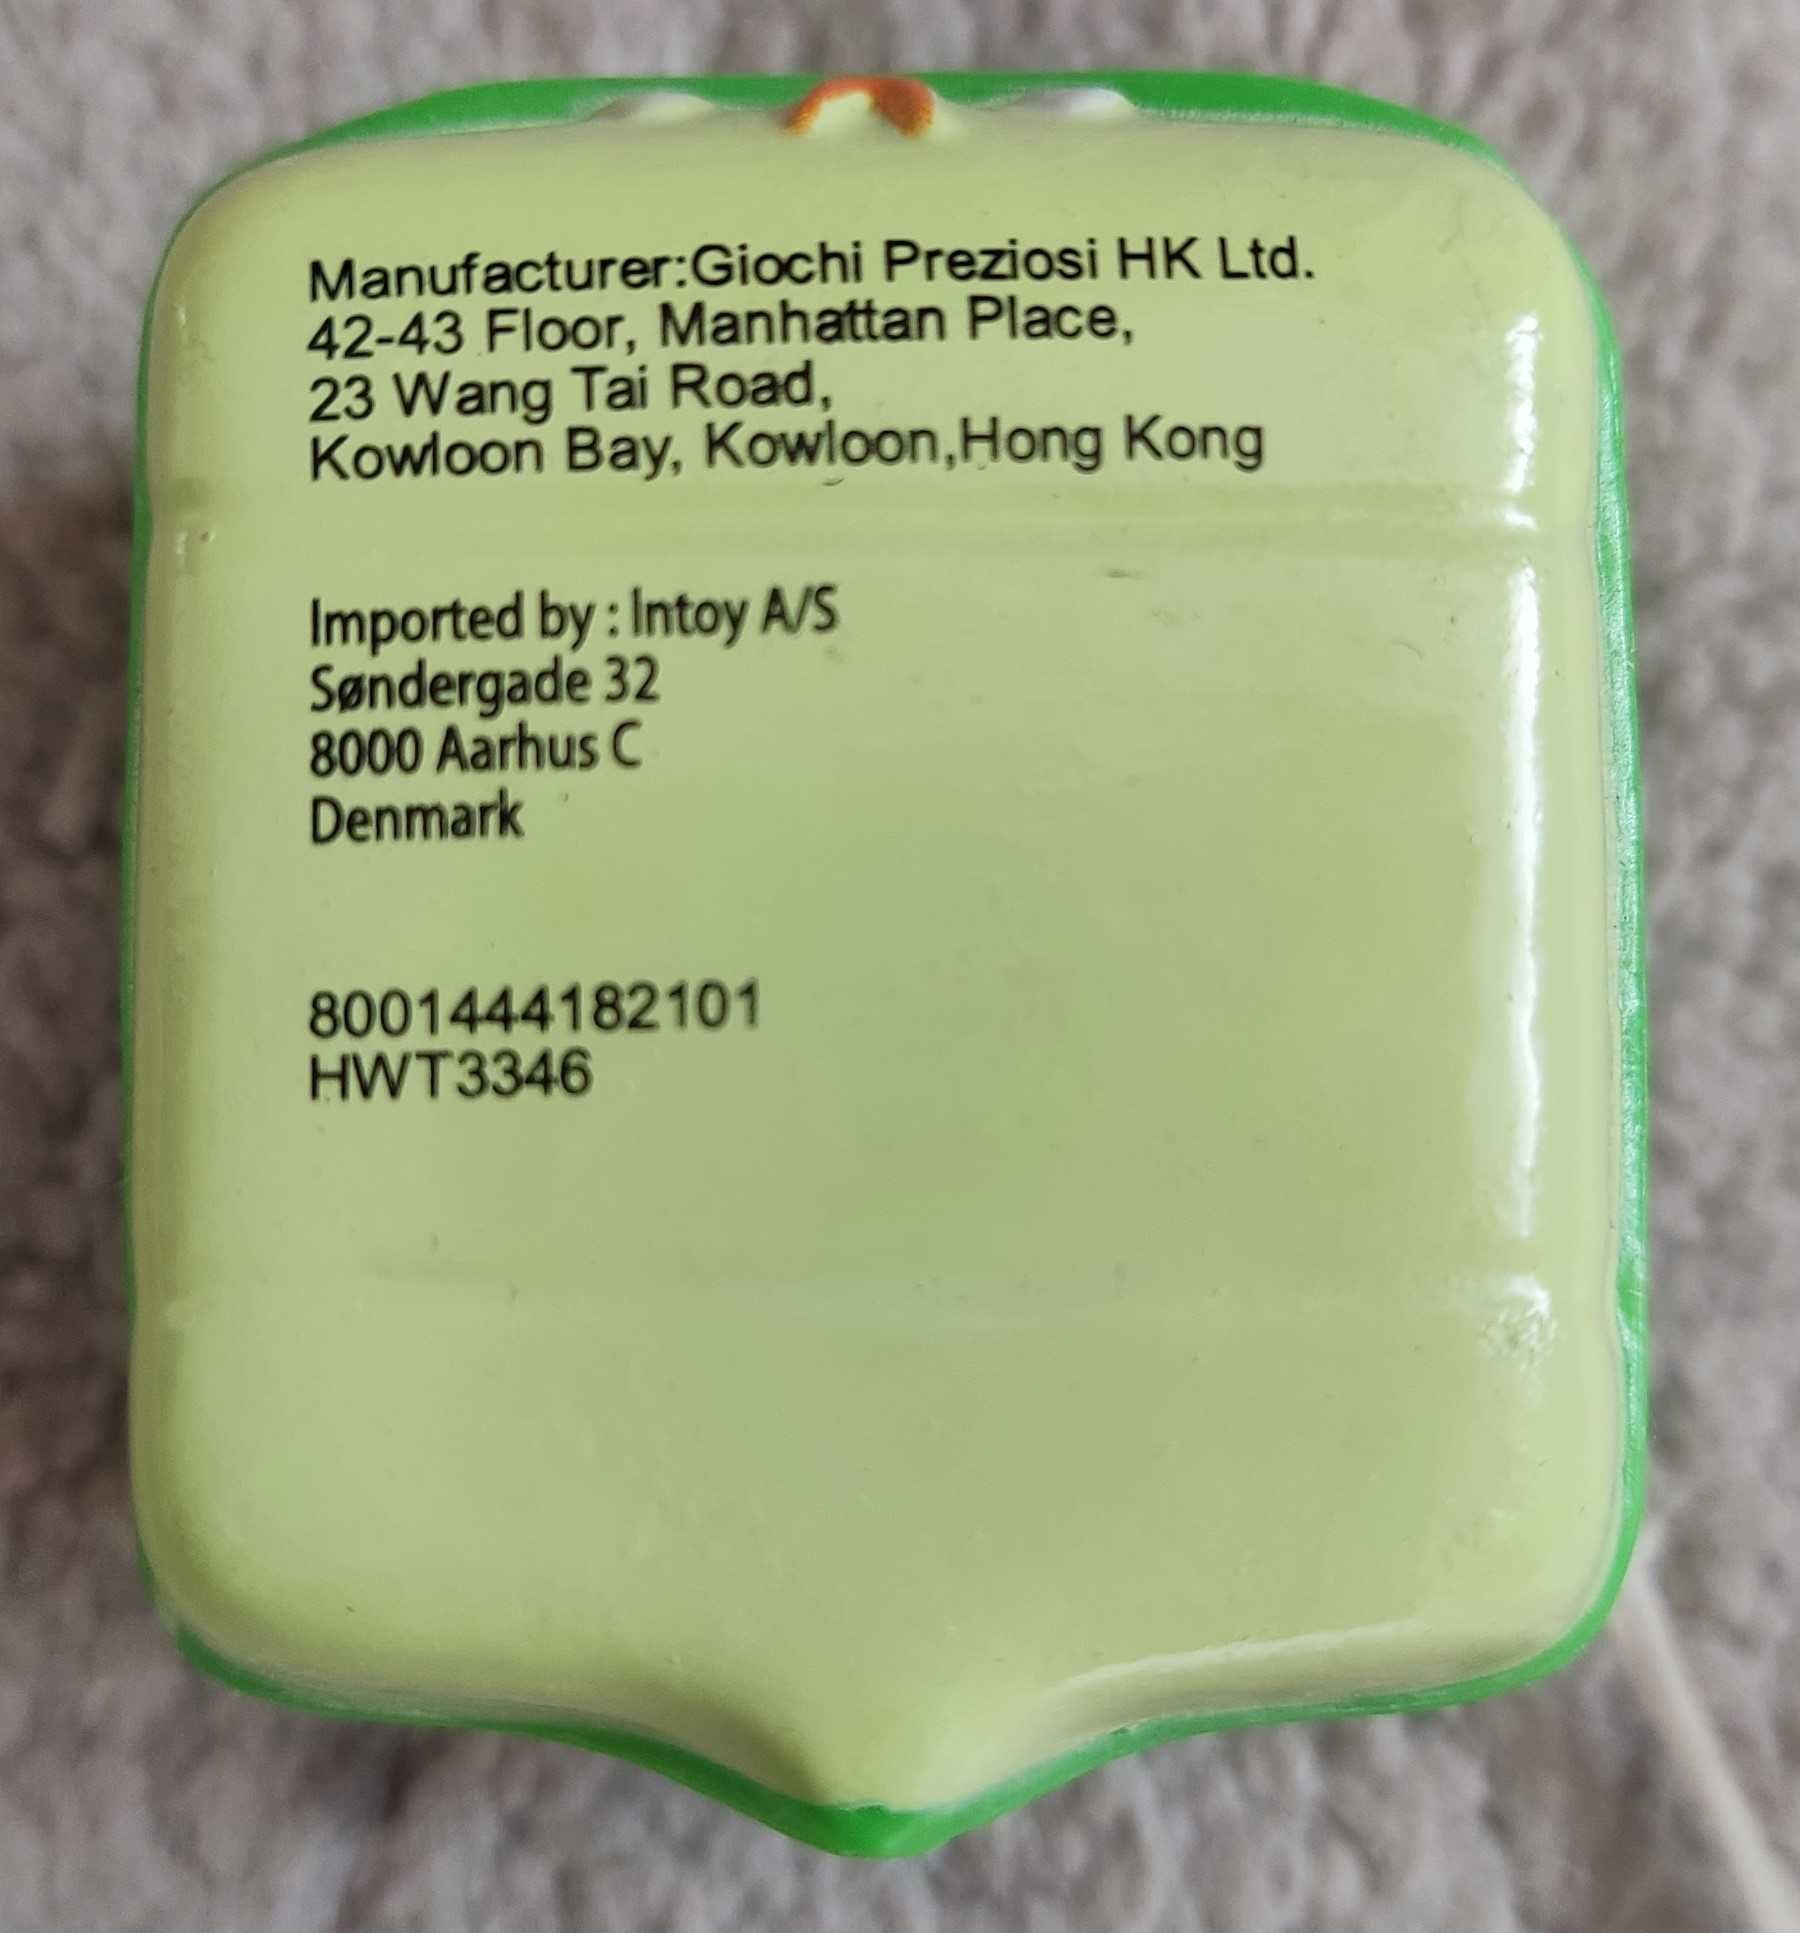 Manufacturer:Giochi Preziosi HK Ltd.
42-43 Floor, Manhattan Place,
23 Wang Tai Road,
Kowloon Bay, Kowloon,Hong Kong
Imported by : Intoy A/S
Søndergade 32
8000 Aarhus C
Denmark
8001444182101
HWT3346